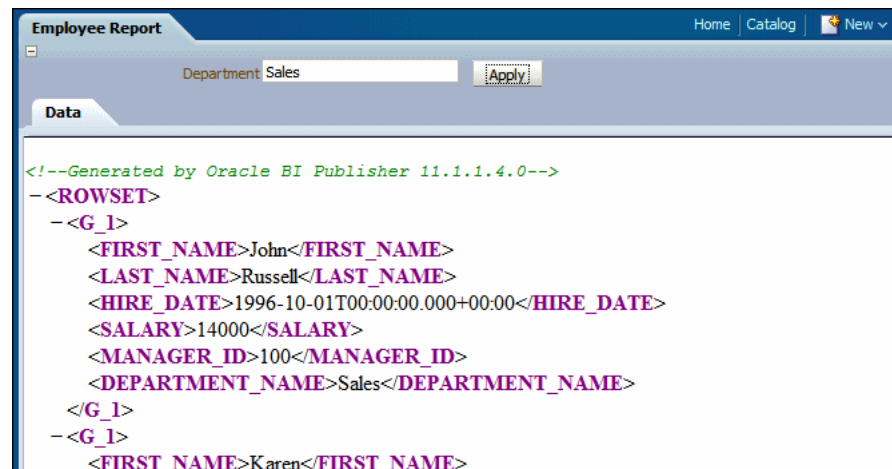 Employee Report
Home Catalog New
Department Sales Apply
Data
<!--Generated by Oracle BI Publisher 11.1.1.4.0-->
−<ROWSET>
−<G_1>
<FIRST_NAME>John</FIRST_NAME>
<LAST_NAME>Russell</LAST_NAME>
<HIRE_DATE>1996-10-01T00:00:00.000+00:00</HIRE_DATE>
<SALARY>14000</SALARY>
<MANAGER_ID>100</MANAGER_ID>
<DEPARTMENT_NAME>Sales</DEPARTMENT_NAME>
</G_1>
−<G_1>
<FIRST_NAME>Karen</FIRST_NAME>